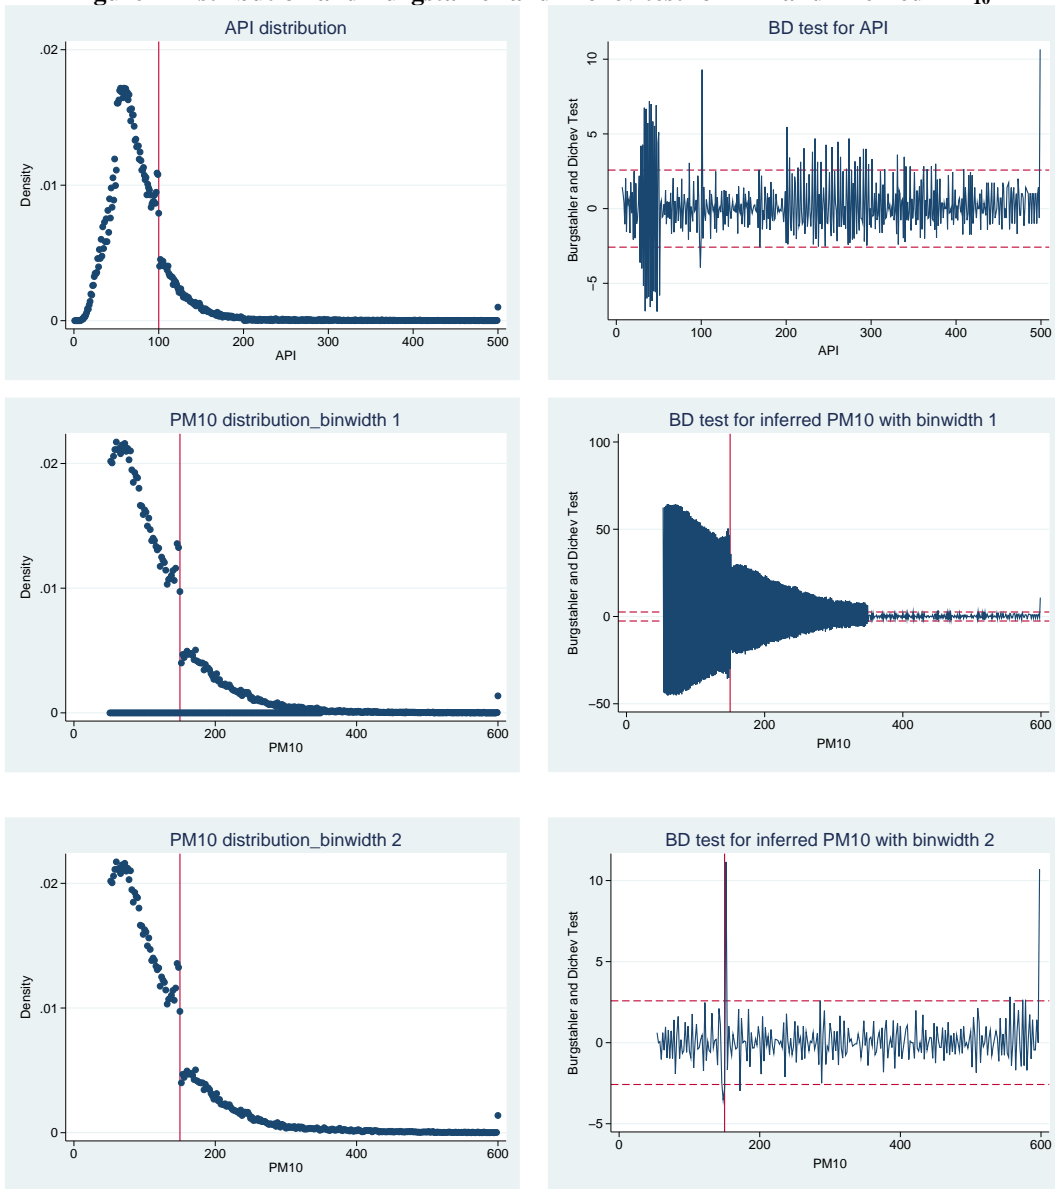 API distribution
.02
.01
0
Density
0 100 200 300 400 500
API
BD test for API
10
5
0
−5
Burgstahler and Dichev Test
0 100 200 300 400 500
API
PM10 distribution_binwidth 1
.02
.01
0
Density
0 200 400 600
PM10
BD test for inferred PM10 with binwidth 1
100
50
0
−50
Burgstahler and Dichev Test
0 200 400 600
PM10
PM10 distribution_binwidth 2
.02
.01
0
Density
0 200 400 600
PM10
BD test for inferred PM10 with binwidth 2
10
5
0
−5
Burgstahler and Dichev Test
0 200 400 600
PM10